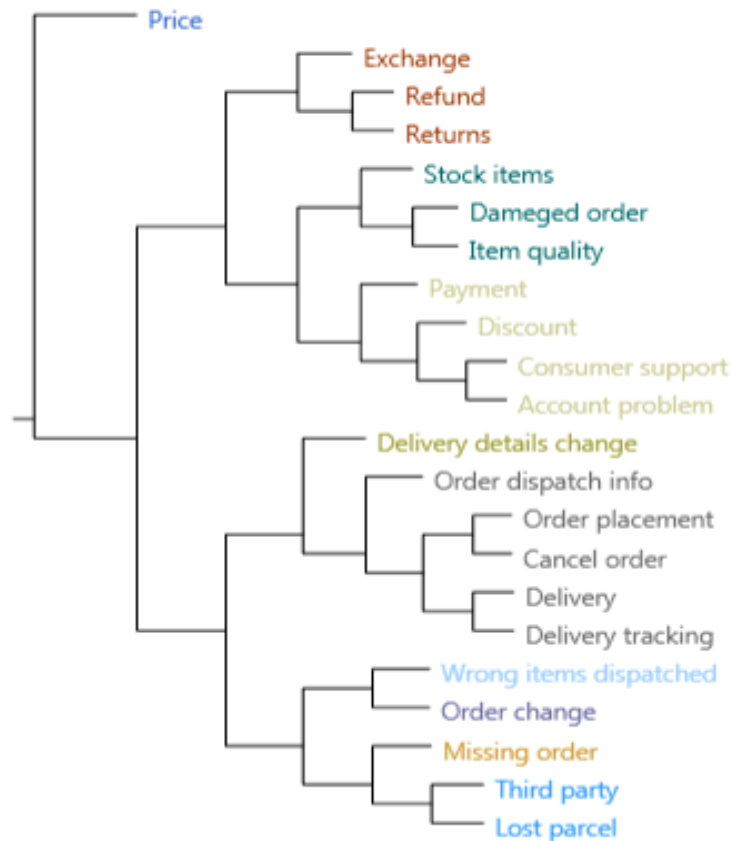 Price
Exchange
Refund
Returns
Stock items
Dameged order
Item quality
Payment
Discount
Consumer support
Account problem
Delivery details change
Order dispatch info
Order placement
Cancel order
Delivery
Delivery tracking
Wrong items dispatched
Order change
Missing order
Third party
Lost parcel